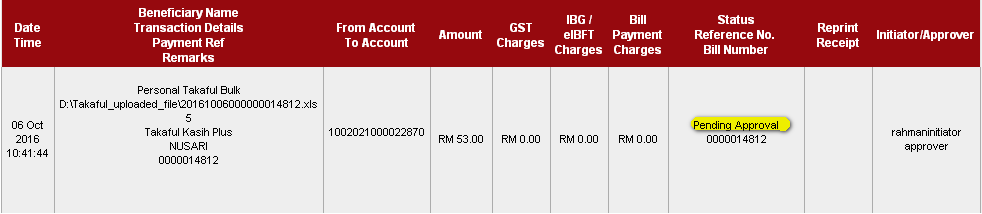 Date
Time
Beneficiary Name
Transaction Details
Payment Ref
Remarks
From Account
To Account
Amount
GST
Charges
IBG /
eIBFT
Charges
Bill
Payment
Charges
Status
Reference No.
Bill Number
Reprint
Receipt
Initiator/Approver
06 Oct
2016
10:41:44
Personal Takaful Bulk
D:\Takaful_uploaded_file\20161006000000014812.xls
5
Takaful Kasih Plus
NUSARI
0000014812
1002021000022870
RM 53.00
RM 0.00
RM 0.00
RM 0.00
Pending Approval
0000014812
rahmaninitiator
approver